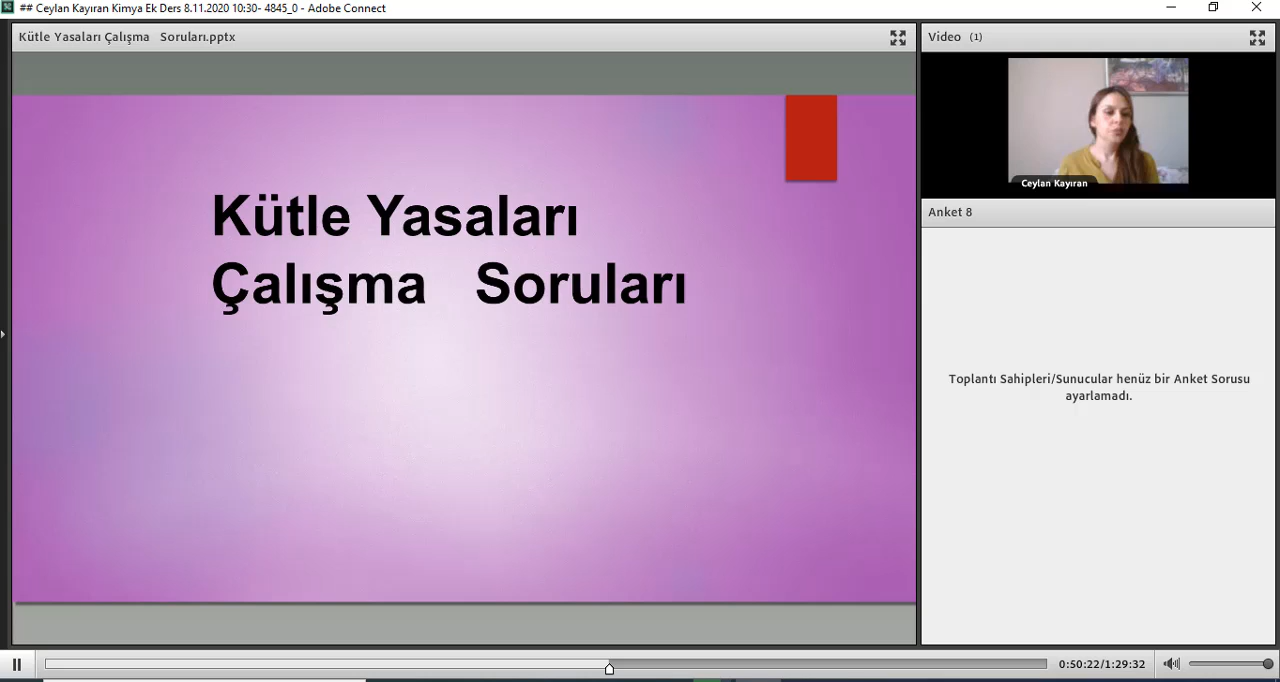 ## Ceylan Kayıran Kimya Ek Ders 8.11.2020 10:30- 4845_0 - Adobe Connect
Kütle Yasaları Çalışma   Soruları.pptx
Kütle Yasaları
Çalışma   Soruları
Video (1)
Ceylan Kayıran
Anket 8
Toplantı Sahipleri/Sunucular henüz bir Anket Sorusu
ayarlamadı.
0:50:22/1:29:32